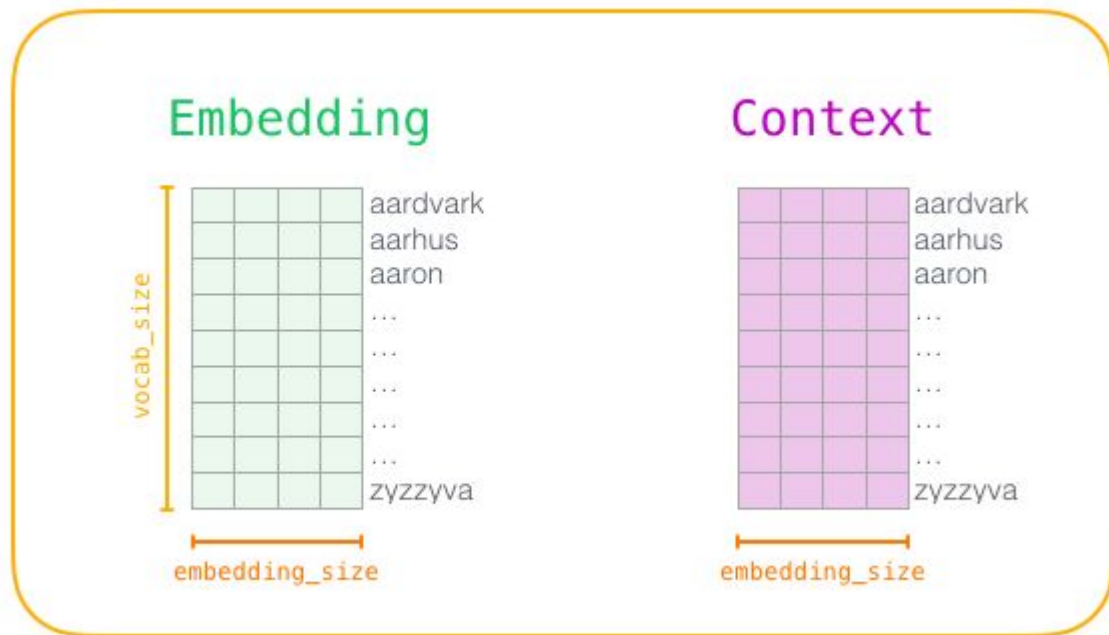 Embedding
Context
vocab_size
aardvark
aarhus
aaron
...
...
...
...
...
zyzzyva
embedding_size
aardvark
aarhus
aaron
...
...
...
...
...
zyzzyva
embedding_size